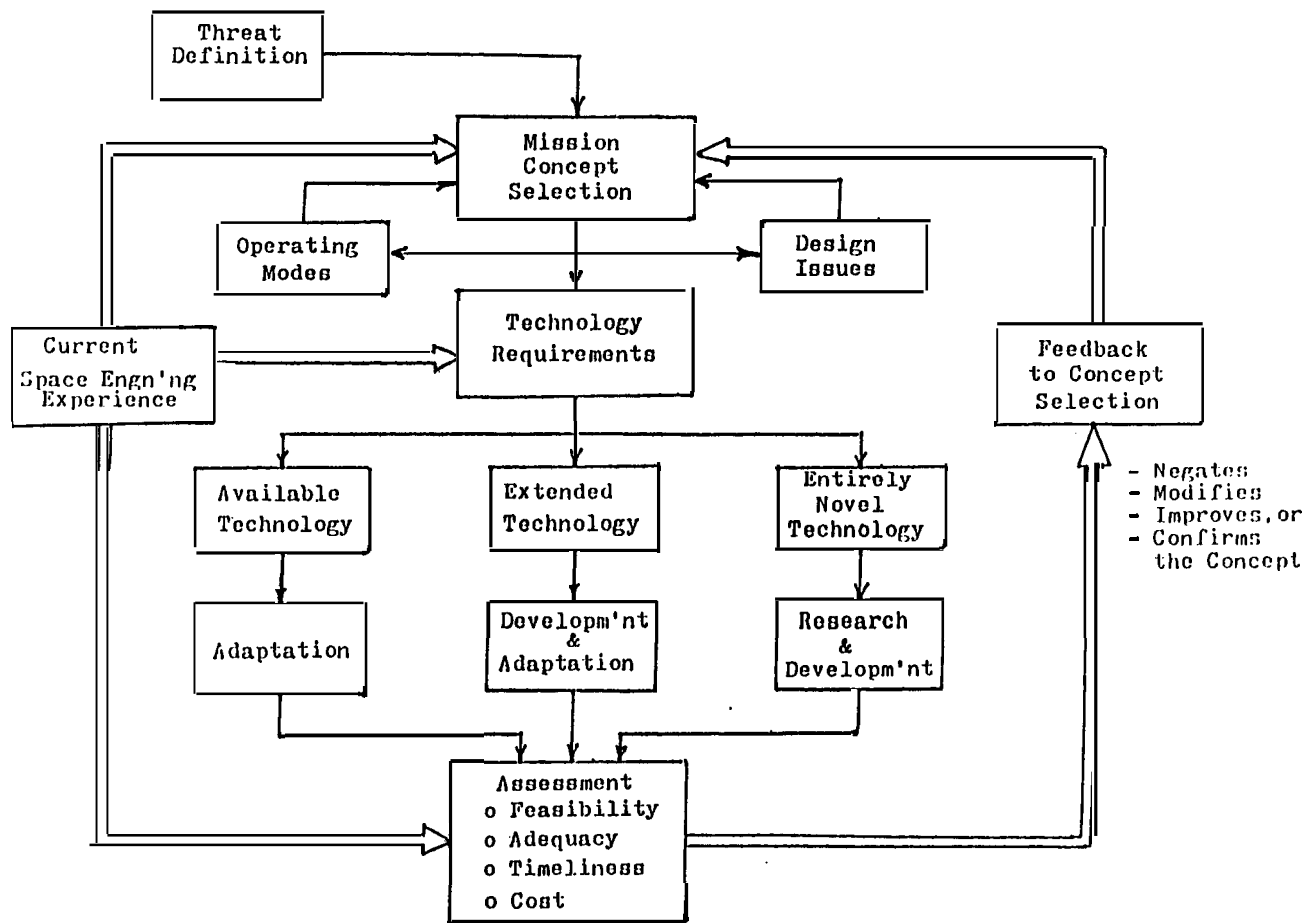 Threat
Definition
Mission
Concept
Selection
Operating
Modes
Design
Issues
Current
Space Engn'ng
Experience
Technology
Requirements
Feedback
to Concept
Selection
Available
Technology
Extended
Technology
Entirely
Novel
Technology
- Negates
- Modifies
- Improves, or
- Confirms
the Concept
Adaptation
Developm'nt
&
Adaptation
Research
&
Developm'nt
Assessment
o Feasibility
o Adequacy
o Timeliness
o Cost